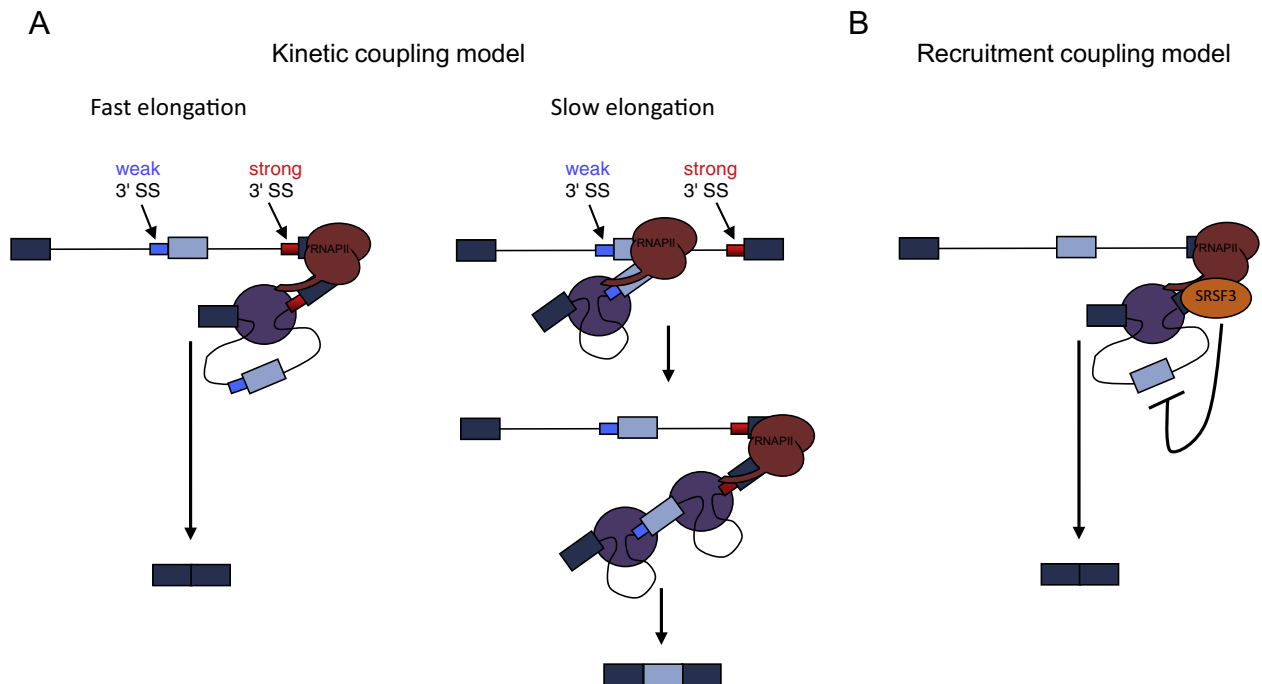 A
Kinetic coupling model
Fast elongation
weak
3' SS
strong
3' SS
RNAPII
Slow elongation
weak
3' SS
strong
3' SS
RNAPII
RNAPII
B
Recruitment coupling model
RNAPII
SRSF3